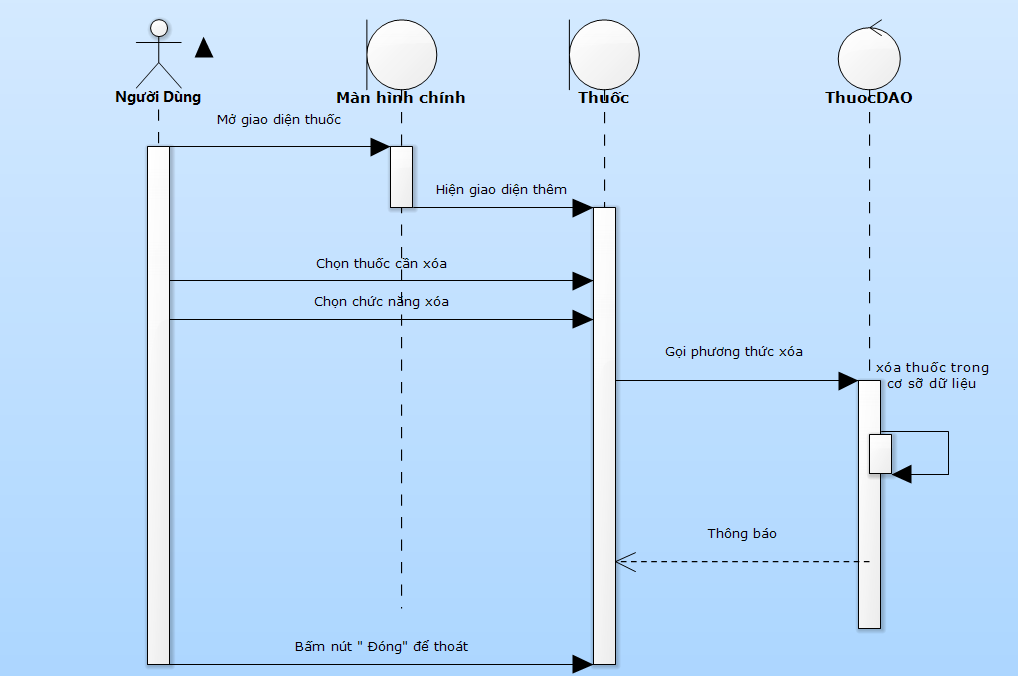 Người Dùng
Màn hình chính
Thuốc
ThuocDAO
Mở giao diện thuốc
Hiện giao diện thêm
Chọn thuốc cần xóa
Chọn chức năng xóa
Gọi phương thức xóa
xóa thuốc trong
cơ sỡ dữ liệu
Thông báo
Bấm nút " Đóng" để thoát